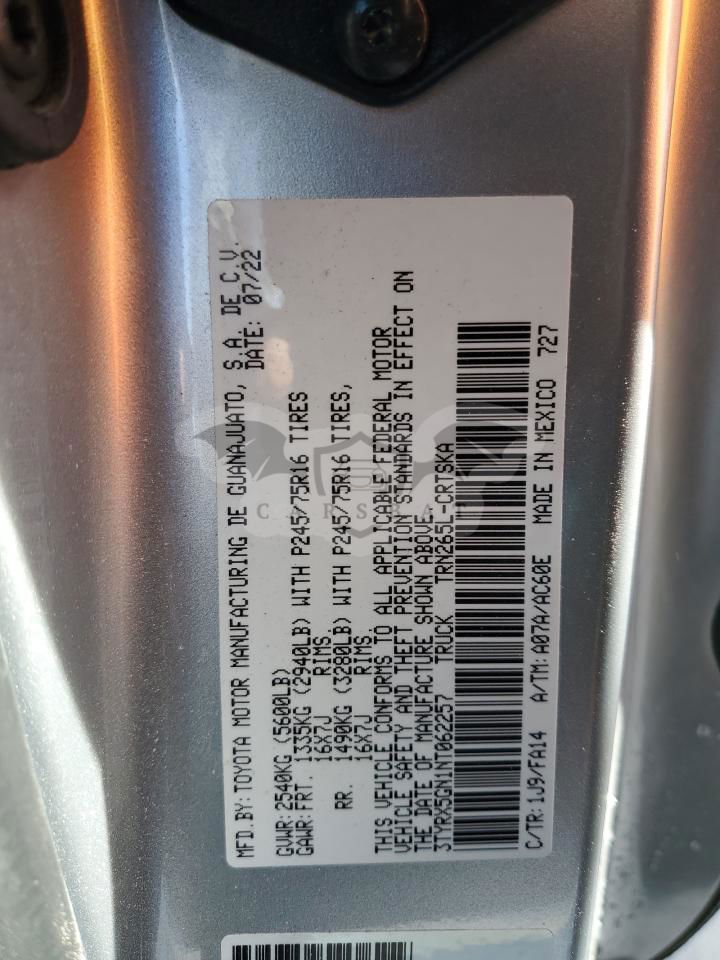 MFD.BY: TOYOTA MOTOR MANUFACTURING DE GUANAJUATO, S.A. DE C.V.
DATE: 07/22
GVWR: 2540KG (5600LB)
GAWR: FRT. 1335KG (2940LB) WITH P245/75R16 TIRES
16X7J RIMS.
RR. 1490KG (3280LB) WITH P245/75R16 TIRES,
16X7J RIMS.
THIS VEHICLE CONFORMS TO ALL APPLICABLE FEDERAL MOTOR
VEHICLE SAFETY AND THEFT PREVENTION STANDARDS IN EFFECT ON
THE DATE OF MANUFACTURE SHOWN ABOVE.
3TYRX5GN1NT062257 TRUCK TRN265L-CRTSKA
C/TR: 1J9/FA14 A/TM: A07A/AC60E MADE IN MEXICO 727
CARSBAT